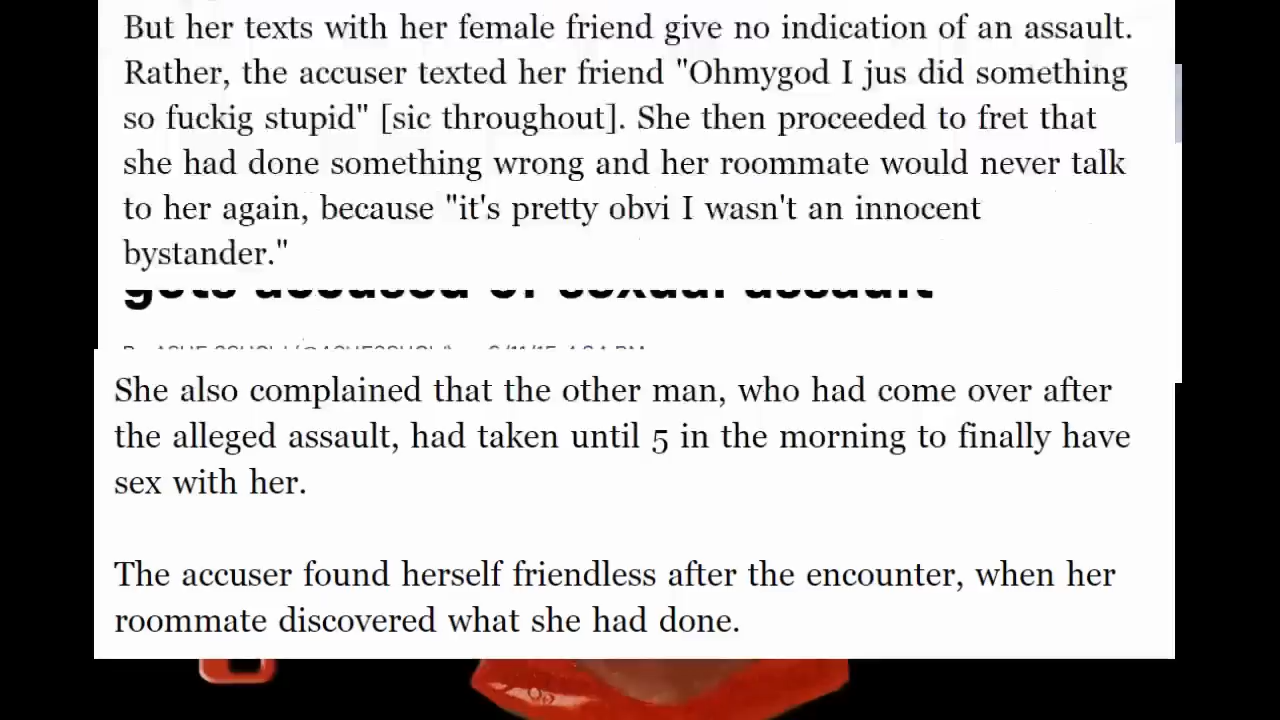 But her texts with her female friend give no indication of an assault.
Rather, the accuser texted her friend "Ohmygod I jus did something
so fuckig stupid" [sic throughout]. She then proceeded to fret that
she had done something wrong and her roommate would never talk
to her again, because "it's pretty obvi I wasn't an innocent
bystander."
gets accused of sexual assault
She also complained that the other man, who had come over after
the alleged assault, had taken until 5 in the morning to finally have
sex with her.
The accuser found herself friendless after the encounter, when her
roommate discovered what she had done.